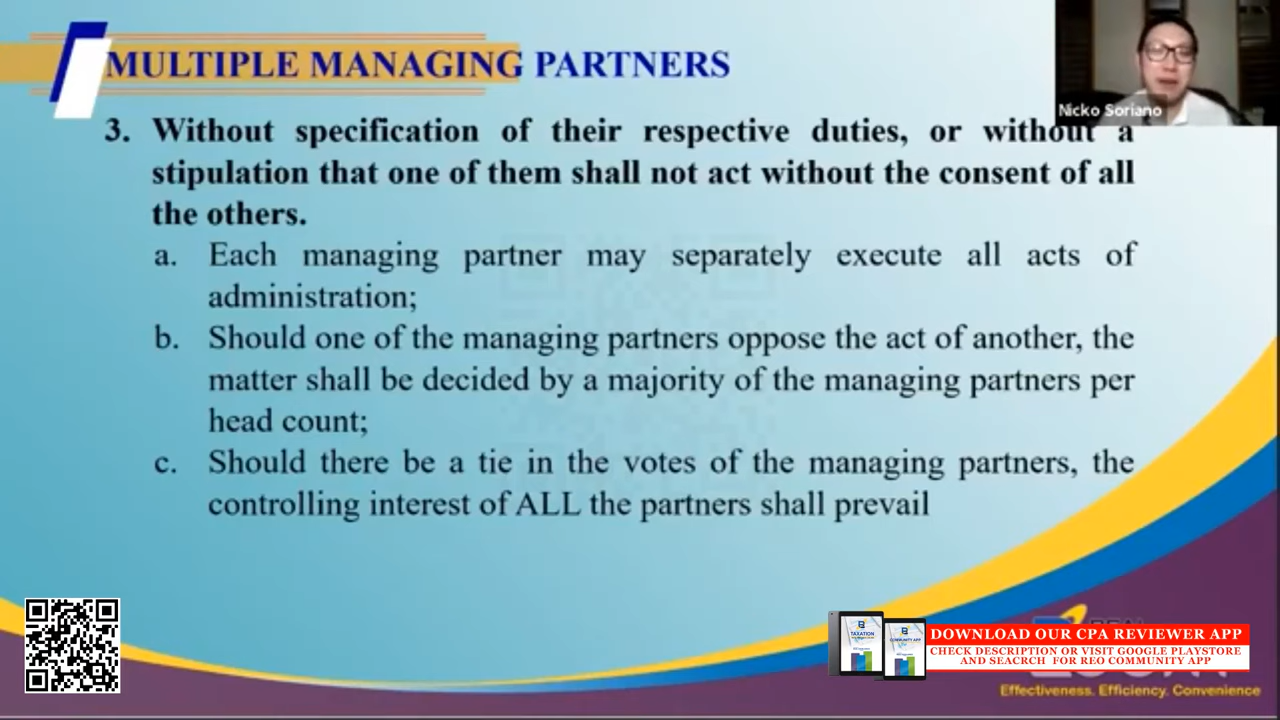 MULTIPLE MANAGING PARTNERS
Nicko Soriano
3. Without specification of their respective duties, or without a
stipulation that one of them shall not act without the consent of all
the others.
a. Each managing partner may separately execute all acts of
administration;
b. Should one of the managing partners oppose the act of another, the
matter shall be decided by a majority of the managing partners per
head count;
c. Should there be a tie in the votes of the managing partners, the
controlling interest of ALL the partners shall prevail
TAXATION
COMMUNITY APP
DOWNLOAD OUR CPA REVIEWER APP
CHECK DESCRIPTION OR VISIT GOOGLE PLAYSTORE
AND SEACRCH FOR REO COMMUNITY APP
Effectiveness. Efficiency. Convenience